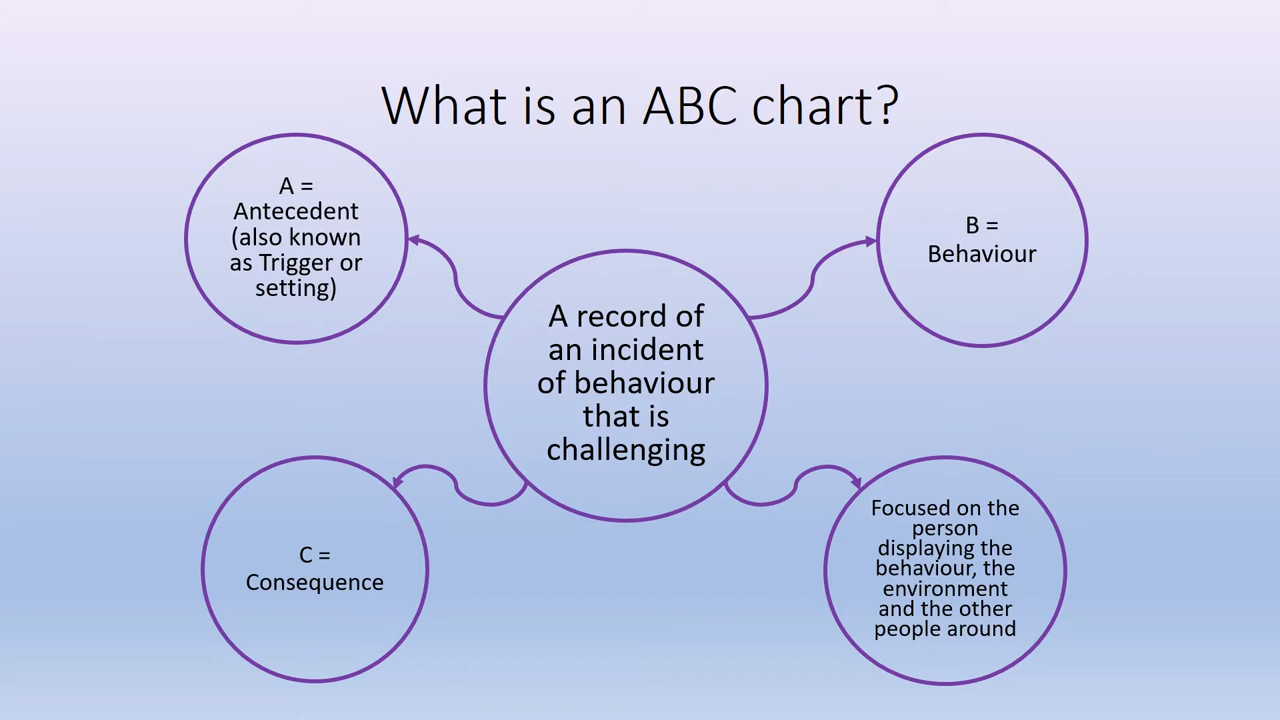 What is an ABC chart?
A =
Antecedent
(also known
as Trigger or
setting)
B =
Behaviour
A record of
an incident
of behaviour
that is
challenging
C =
Consequence
Focused on the
person
displaying the
behaviour, the
environment
and the other
people around